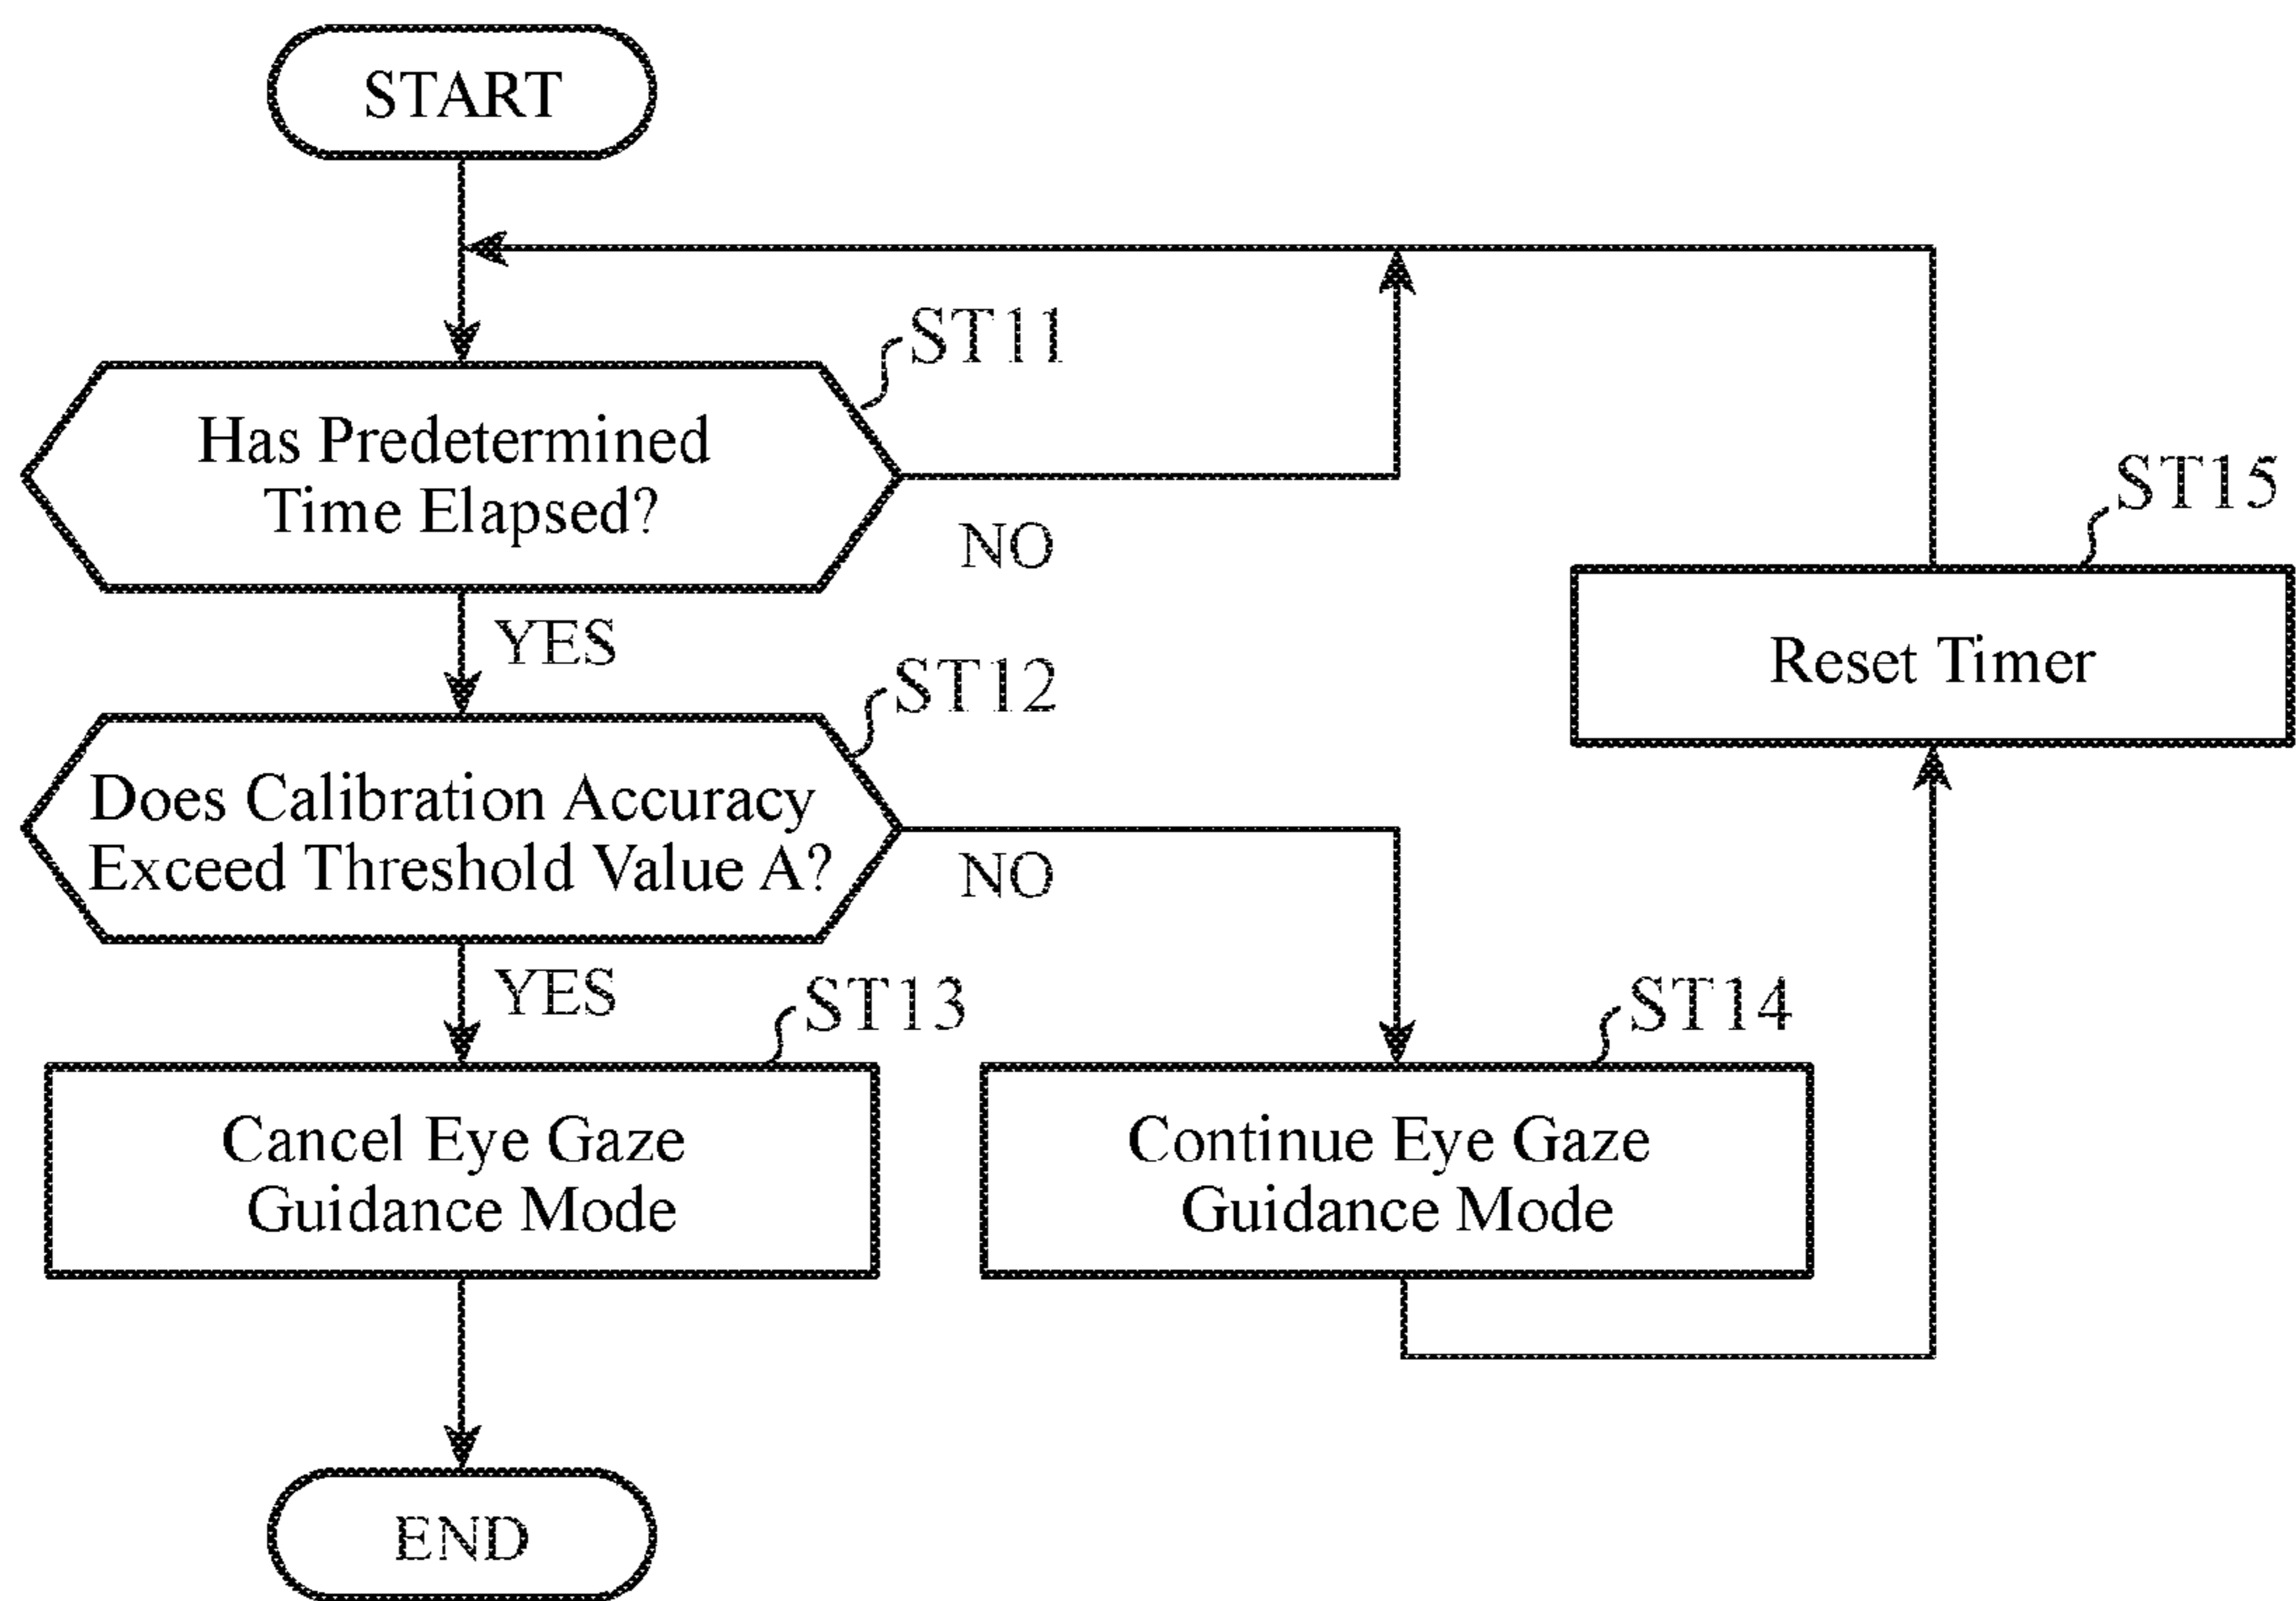 START
ST11
Has Predetermined
Time Elapsed?
NO
YES
ST15
Reset Timer
ST12
Does Calibration Accuracy
Exceed Threshold Value A?
NO
YES
ST13
Cancel Eye Gaze
Guidance Mode
ST14
Continue Eye Gaze
Guidance Mode
END